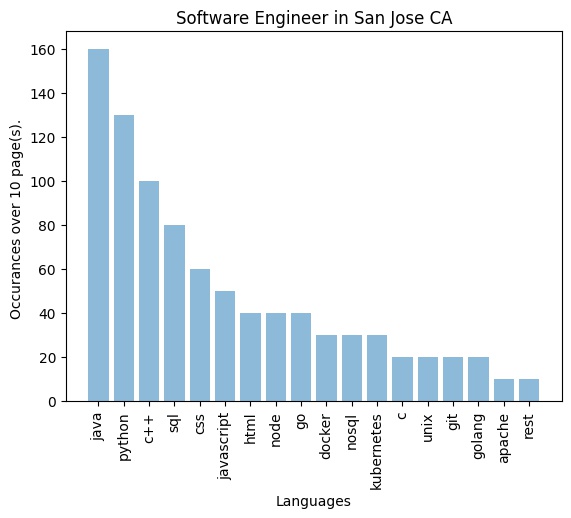 Software Engineer in San Jose CA
Occurances over 10 page(s).
160
140
120
100
80
60
40
20
0
java
python
c++
sql
css
javascript
html
node
go
docker
nosql
kubernetes
c
unix
git
golang
apache
rest
Languages